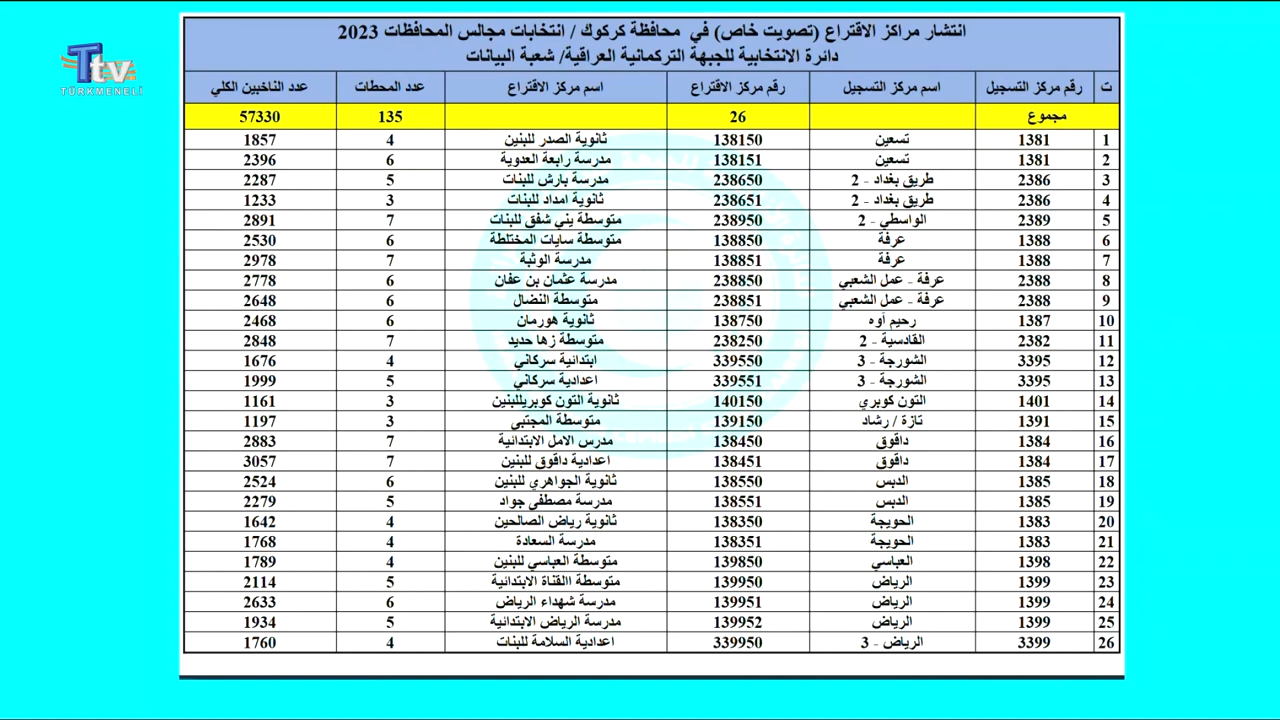 Ttv
TÜRKMENELİ
انتشار مراكز الاقتراع (تصويت خاص) في محافظة كركوك / انتخابات مجالس المحافظات 2023
دائرة الانتخابية للجبهة التركمانية العراقية/ شعبة البيانات
ت رقم مركز التسجيل اسم مركز التسجيل رقم مركز الاقتراع اسم مركز الاقتراع عدد المحطات عدد الناخبين الكلي
مجموع 26 135 57330
1 1381 تسعين 138150 ثانوية الصدر للبنين 4 1857
2 1381 تسعين 138151 مدرسة رابعة العدوية 6 2396
3 2386 طريق بغداد - 2 238650 مدرسة بارش للبنات 5 2287
4 2386 طريق بغداد - 2 238651 ثانوية امداد للبنات 3 1233
5 2389 الواسطي - 2 238950 متوسطة يني شفق للبنات 7 2891
6 1388 عرفة 138850 متوسطة سايات المختلطة 6 2530
7 1388 عرفة 138851 مدرسة الوثبة 7 2978
8 2388 عرفة - عمل الشعبي 238850 مدرسة عثمان بن عفان 6 2778
9 2388 عرفة - عمل الشعبي 238851 متوسطة النضال 6 2648
10 1387 رحيم أوه 138750 ثانوية هورمان 6 2468
11 2382 القادسية - 2 238250 متوسطة زها حديد 7 2848
12 3395 الشورجة - 3 339550 ابتدائية سركاني 4 1676
13 3395 الشورجة - 3 339551 اعدادية سركاني 5 1999
14 1401 التون كوبري 140150 ثانوية التون كوبريللبنين 3 1161
15 1391 تازة / رشاد 139150 متوسطة المجتبى 3 1197
16 1384 داقوق 138450 مدرس الامل الابتدائية 7 2883
17 1384 داقوق 138451 اعدادية داقوق للبنين 7 3057
18 1385 الدبس 138550 ثانوية الجواهري للبنين 6 2524
19 1385 الدبس 138551 مدرسة مصطفى جواد 5 2279
20 1383 الحويجة 138350 ثانوية رياض الصالحين 4 1642
21 1383 الحويجة 138351 مدرسة السعادة 4 1768
22 1398 العباسي 139850 متوسطة العباسي للبنين 4 1789
23 1399 الرياض 139950 متوسطة االقناة الابتدائية 5 2114
24 1399 الرياض 139951 مدرسة شهداء الرياض 6 2633
25 1399 الرياض 139952 مدرسة الرياض الابتدائية 5 1934
26 3399 الرياض - 3 339950 اعدادية السلامة للبنات 4 1760